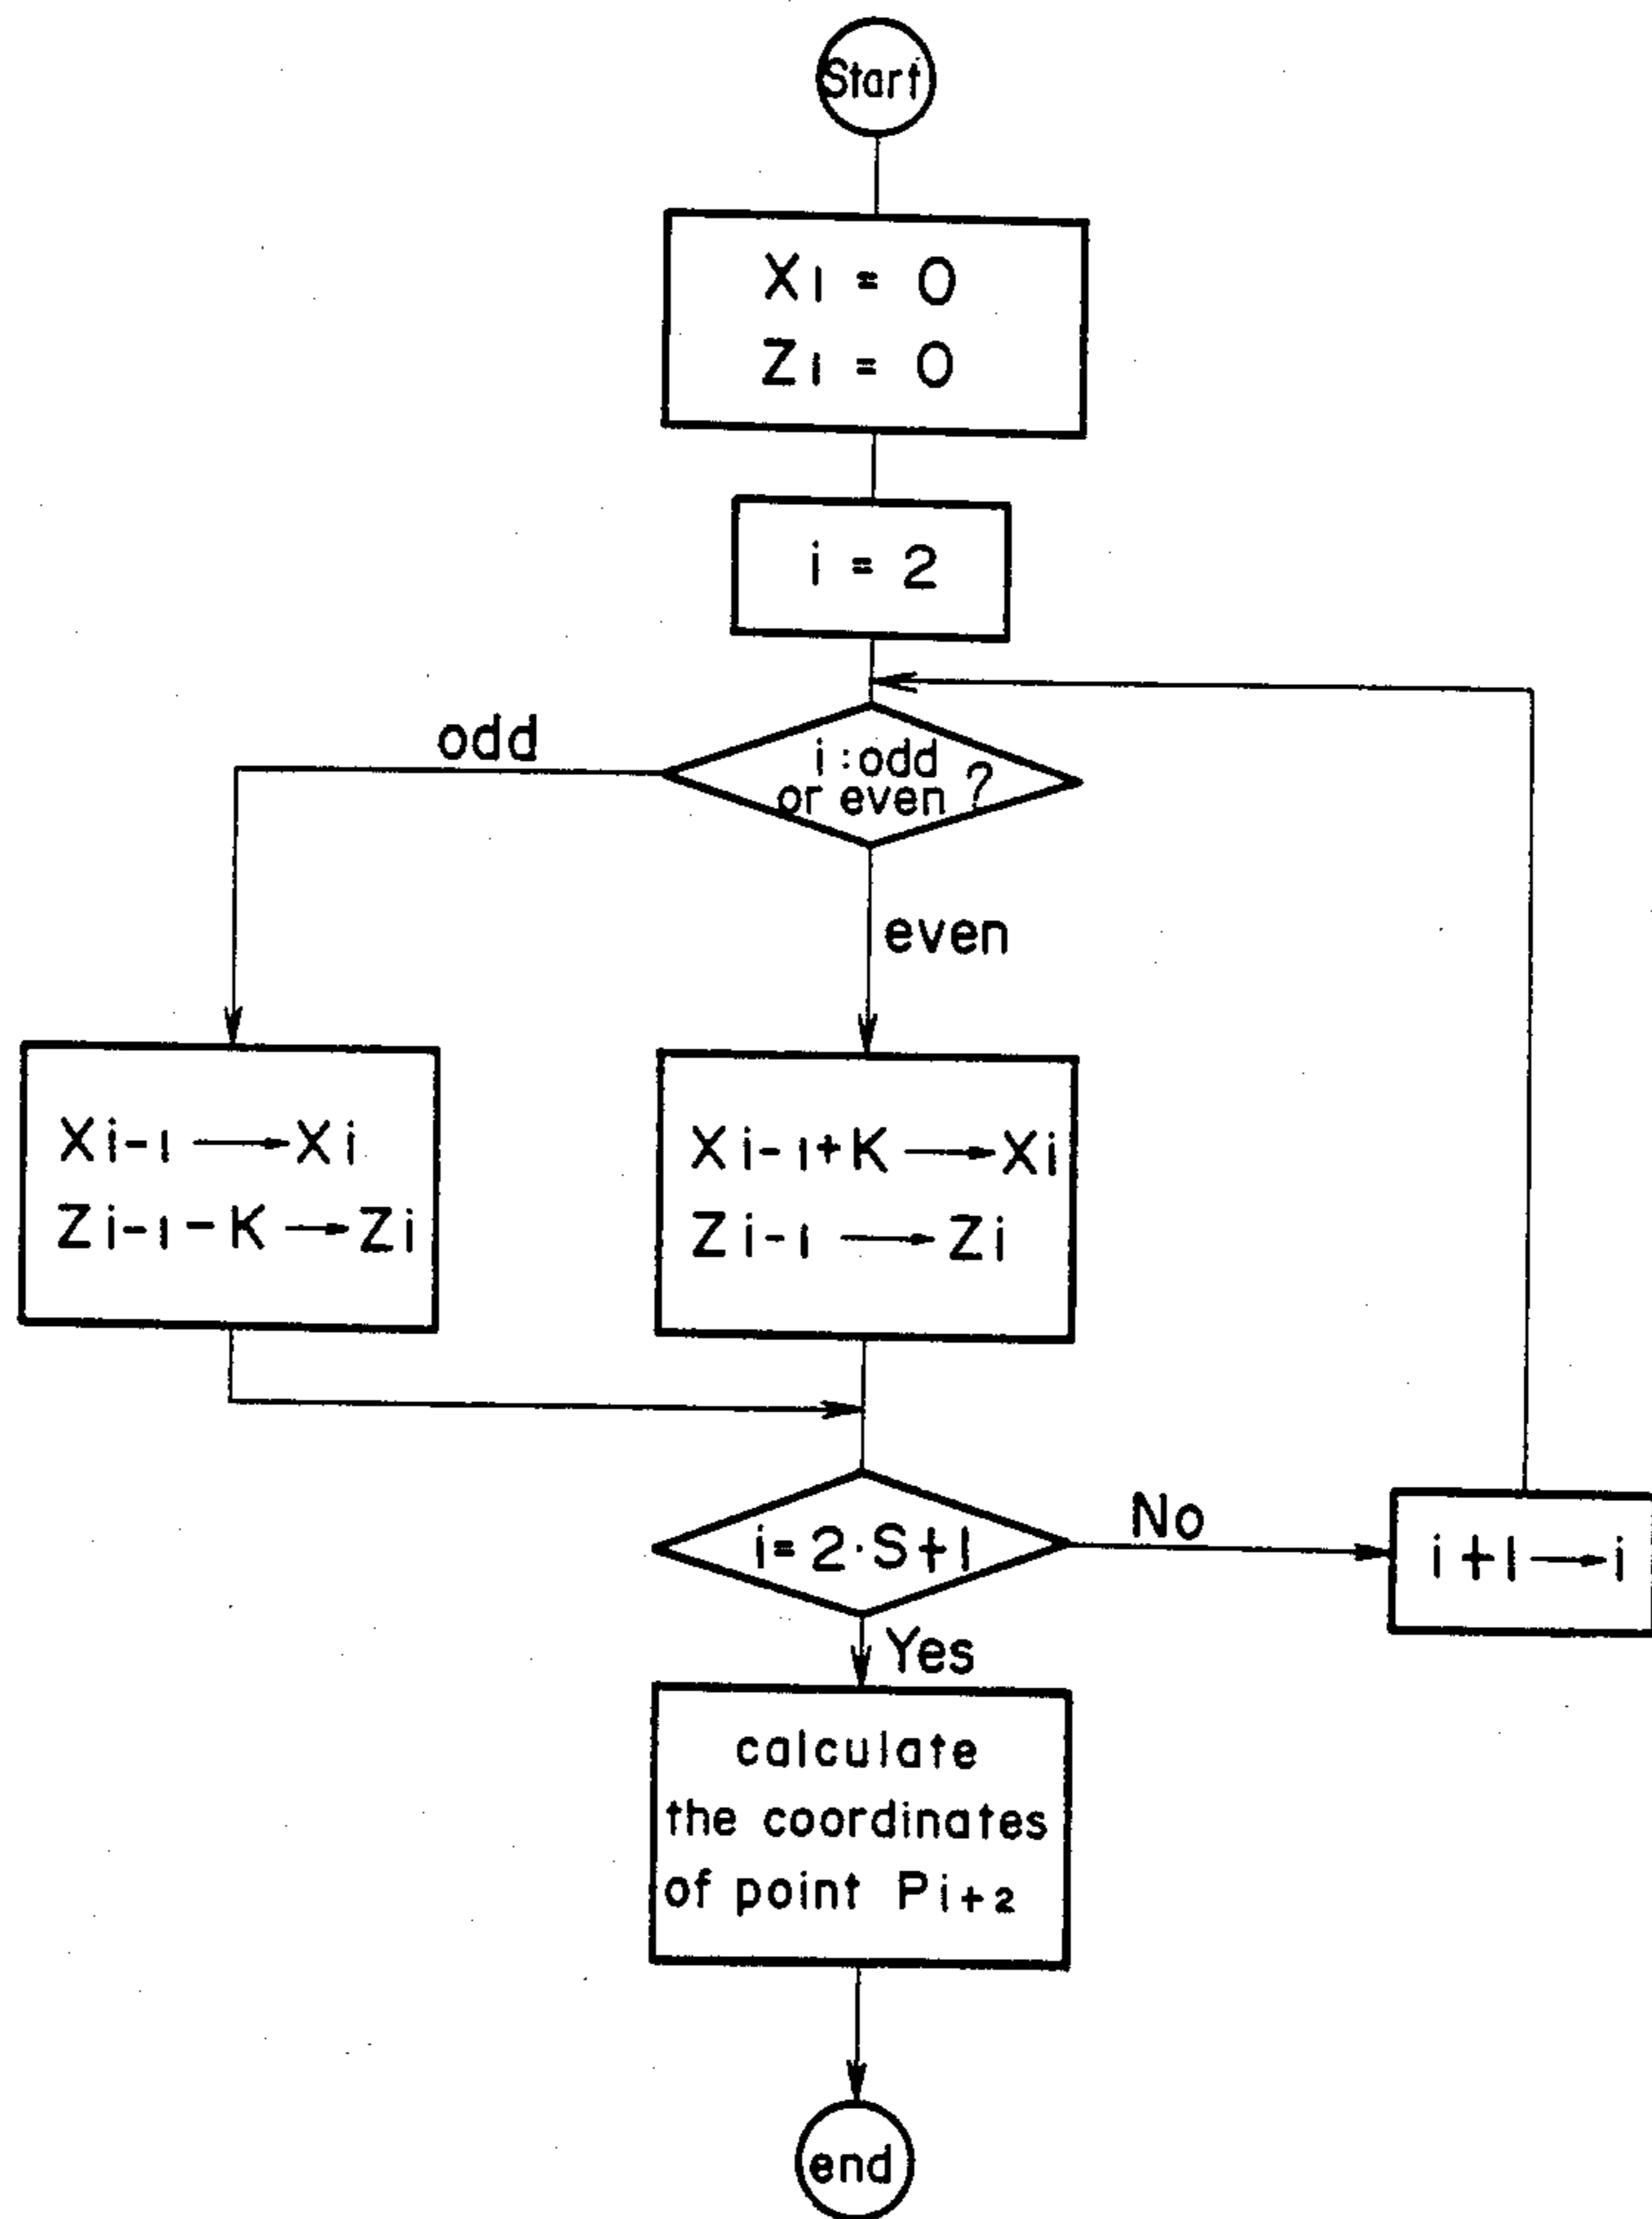 Start
X1 = 0
Z1 = 0
i = 2
i : odd
or even ?
odd
even
Xi-1 → Xi
Zi-1 - K → Zi
Xi-1+K → Xi
Zi-1 → Zi
i = 2·S+1
No
i+1 → i
Yes
calculate
the coordinates
of point Pi+2
end